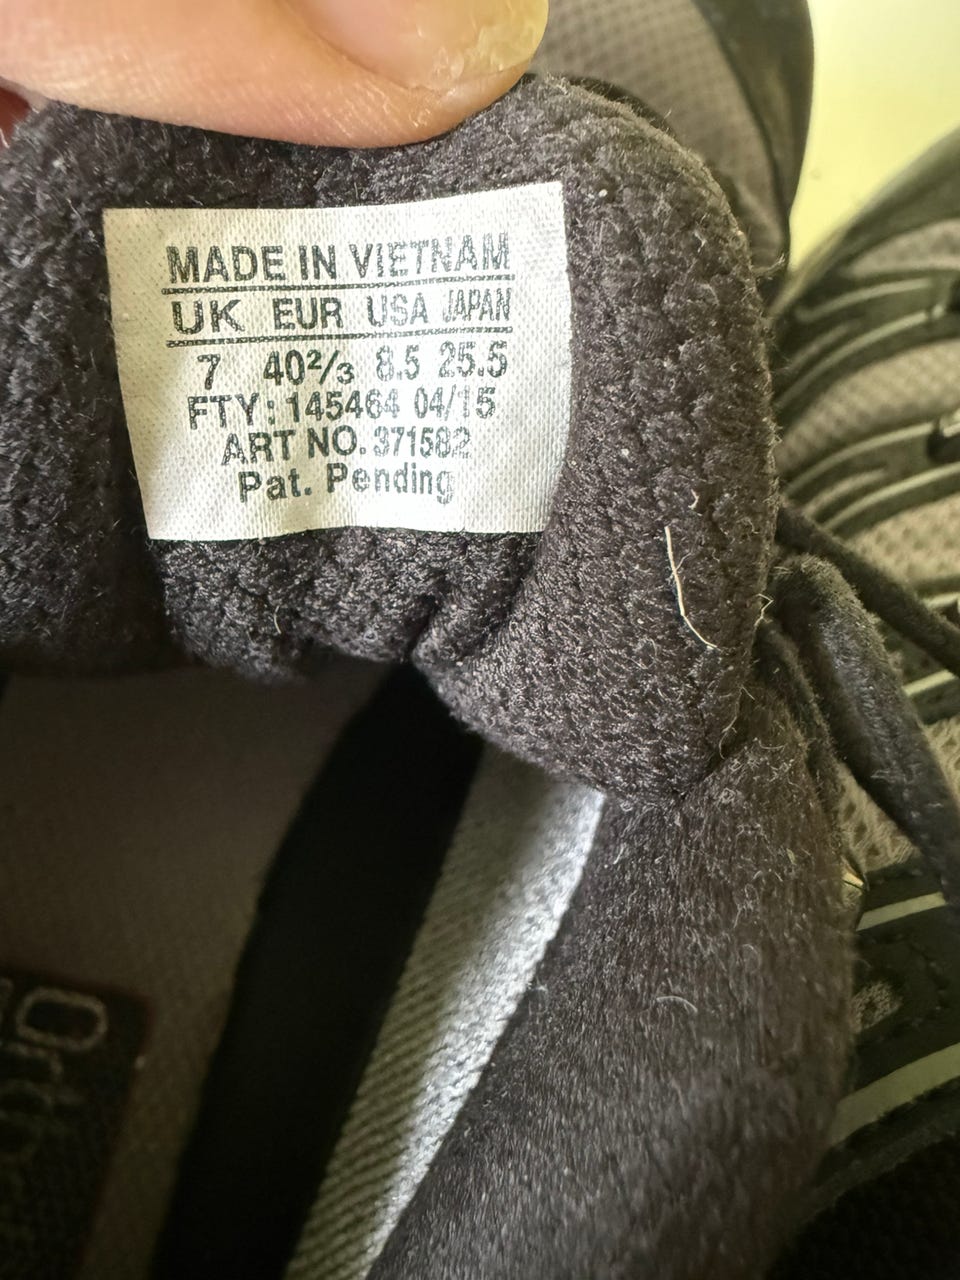 MADE IN VIETNAM
UK EUR USA JAPAN
7 40²/₃ 8.5 25.5
FTY: 145464 04/15
ART NO. 371582
Pat. Pending
Ortho